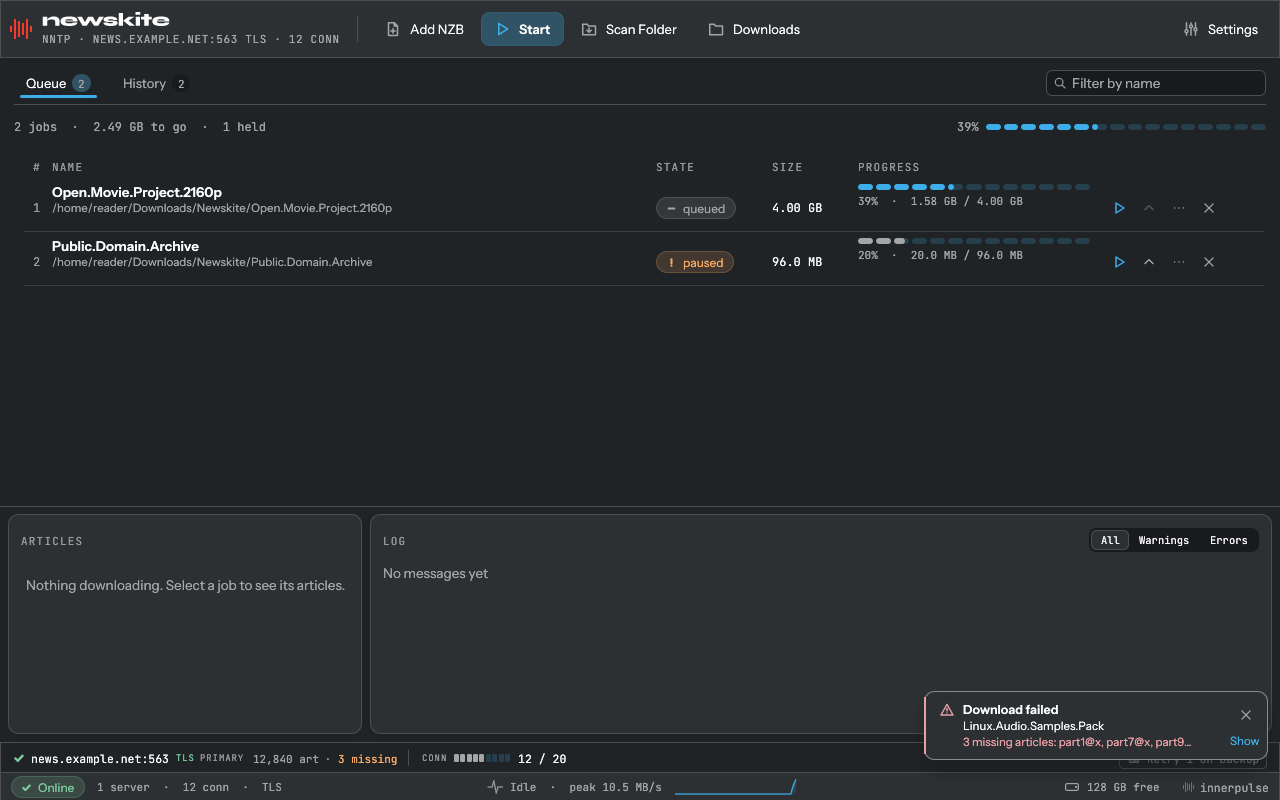 newskite
NNTP · NEWS.EXAMPLE.NET:563 TLS · 12 CONN
Add NZB
Start
Scan Folder
Downloads
Settings
Queue 2
History 2
Filter by name
2 jobs · 2.49 GB to go · 1 held
39%
# NAME STATE SIZE PROGRESS
Open.Movie.Project.2160p
1 /home/reader/Downloads/Newskite/Open.Movie.Project.2160p
queued
4.00 GB
39% · 1.58 GB / 4.00 GB
Public.Domain.Archive
2 /home/reader/Downloads/Newskite/Public.Domain.Archive
! paused
96.0 MB
20% · 20.0 MB / 96.0 MB
ARTICLES
Nothing downloading. Select a job to see its articles.
LOG
All Warnings Errors
No messages yet
Download failed
Linux.Audio.Samples.Pack
3 missing articles: part1@x, part7@x, part9...
Show
news.example.net:563 TLS PRIMARY 12,840 art · 3 missing
CONN 12 / 20
Retry 1 on backup
Online
1 server · 12 conn · TLS
Idle · peak 10.5 MB/s
128 GB free
innerpulse